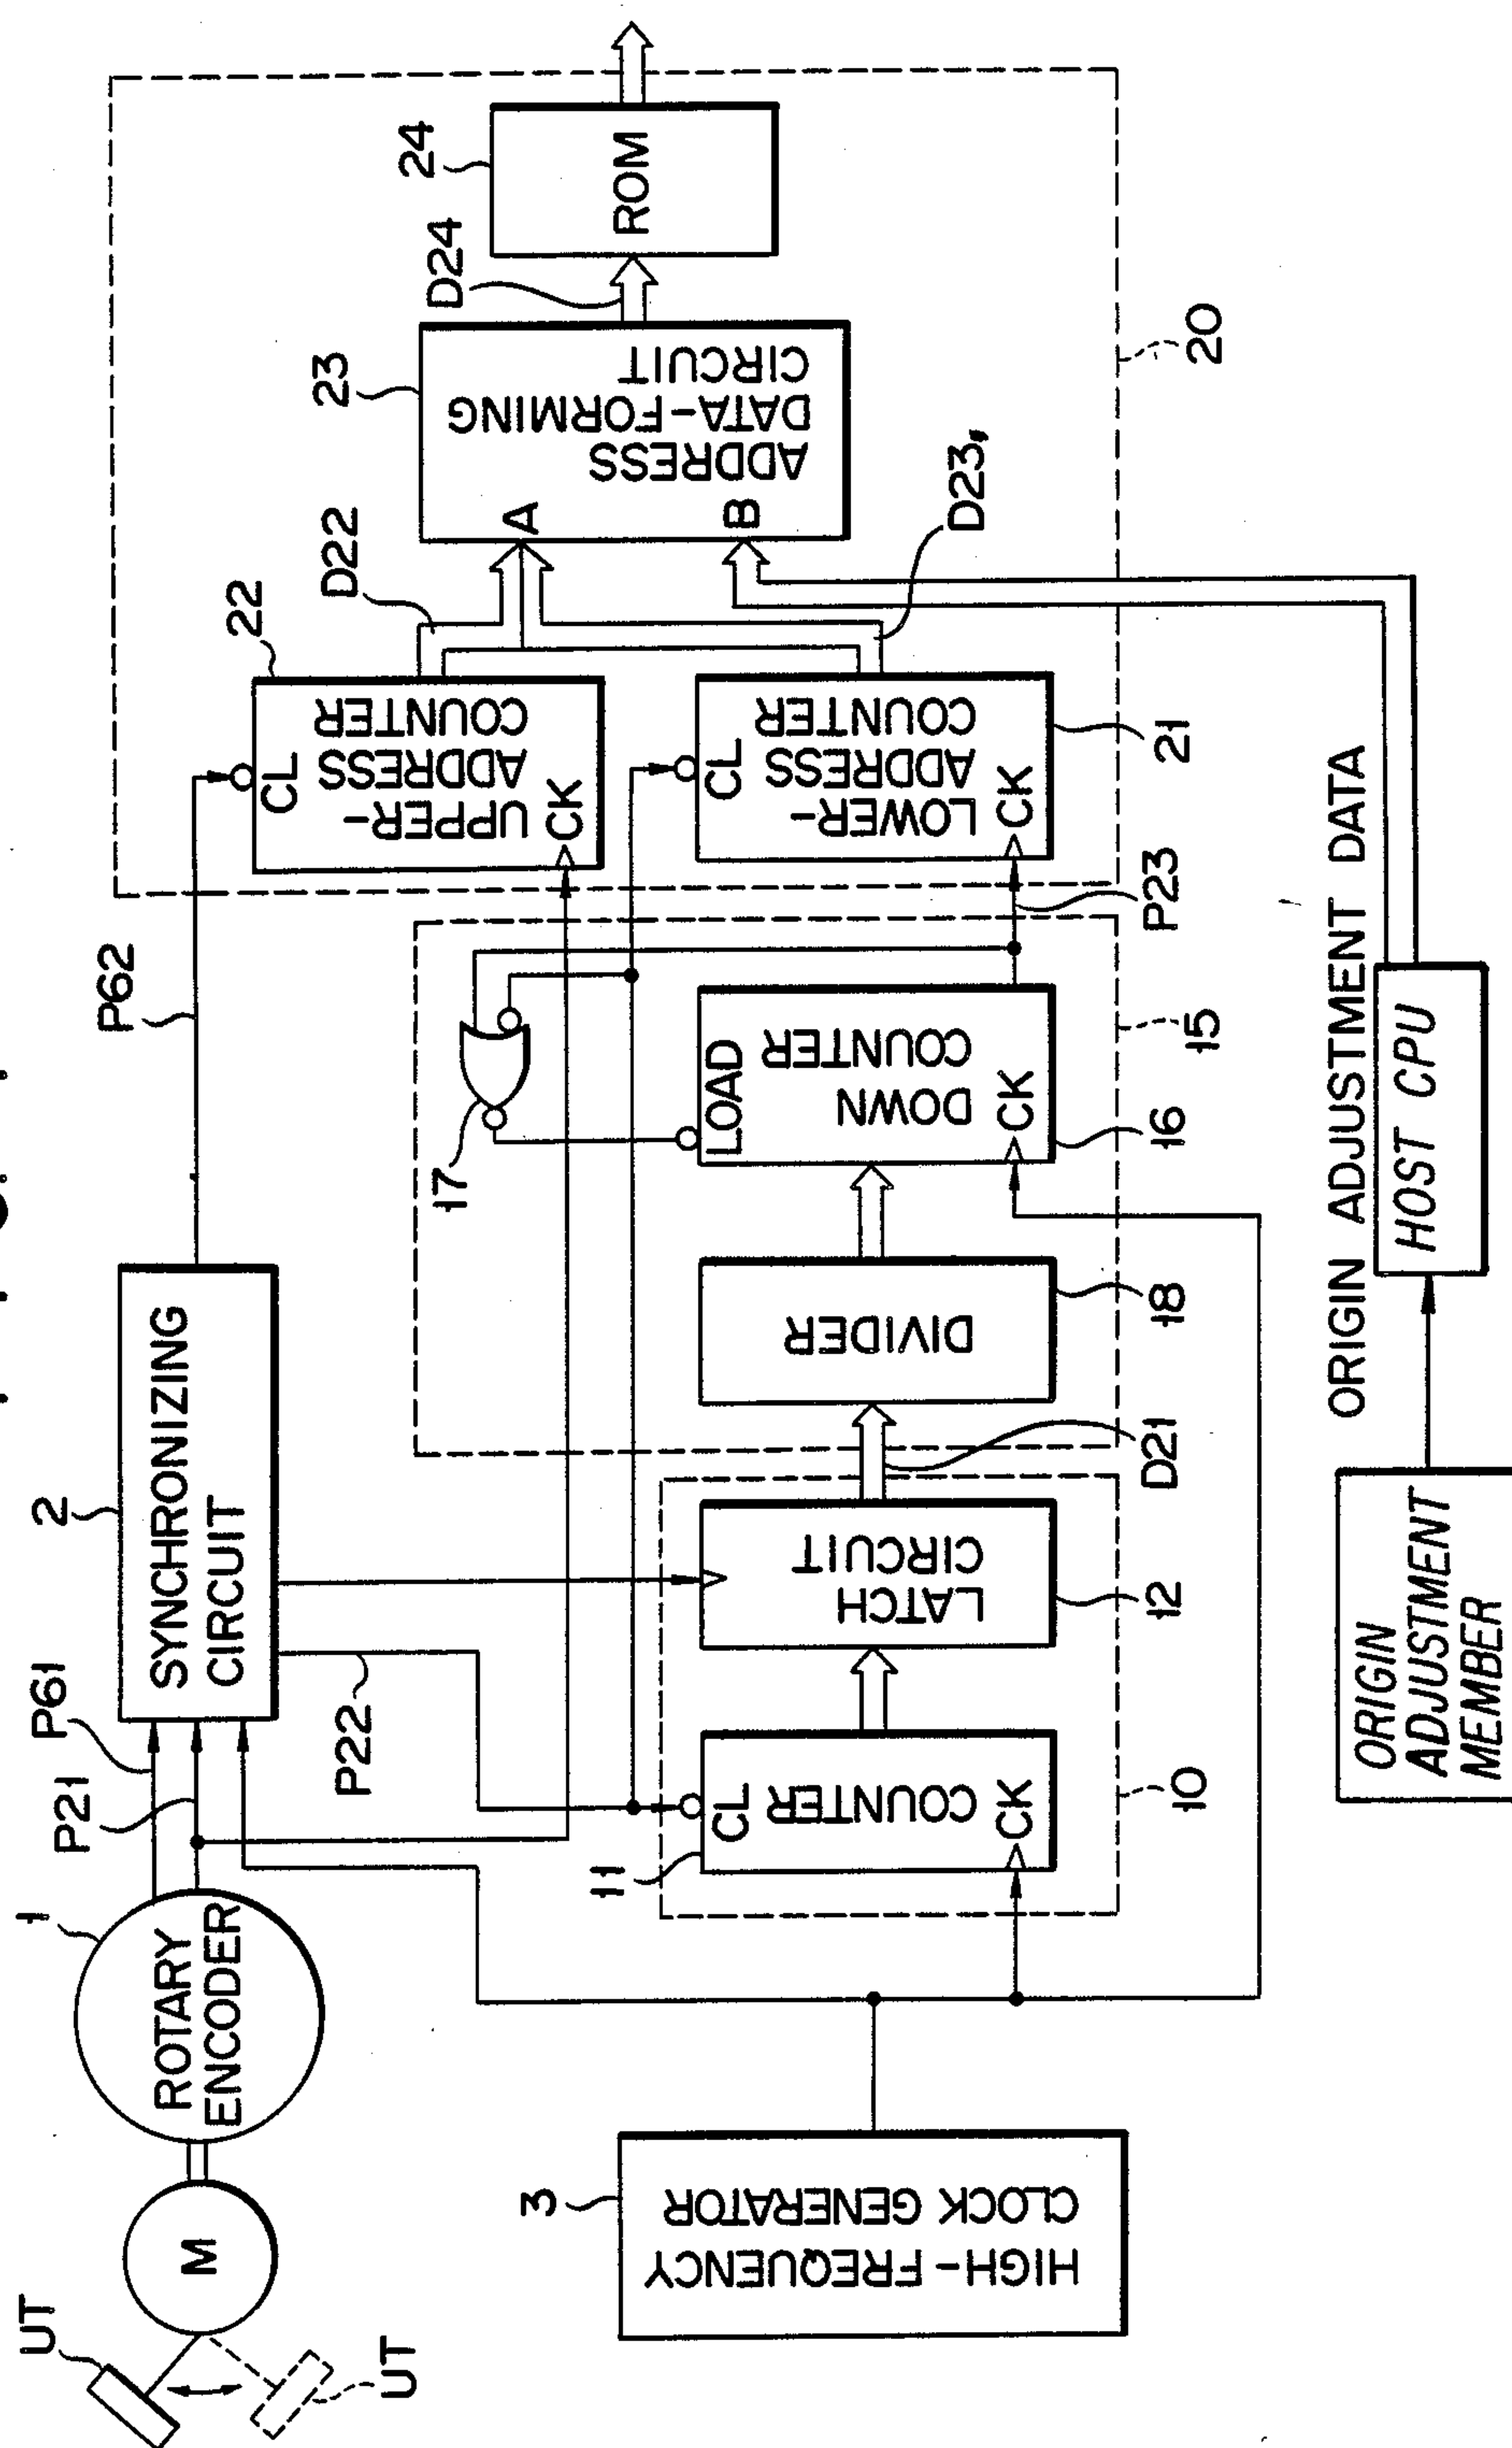 UT
UT
M
1
ROTARY
ENCODER
P61
P21
2
SYNCHRONIZING
CIRCUIT
P22
P62
3
HIGH-FREQUENCY
CLOCK GENERATOR
11
CL
COUNTER
CK
10
12
LATCH
CIRCUIT
D21
18
DIVIDER
17
LOAD
DOWN
COUNTER
CK
16
15
P23
22
CL
UPPER-
ADDRESS
COUNTER
CK
D22
CL
LOWER-
ADDRESS
COUNTER
CK
21
D23,
23
A
B
ADDRESS
DATA-FORMING
CIRCUIT
D24
24
ROM
20
ORIGIN
ADJUSTMENT
MEMBER
HOST CPU
ORIGIN ADJUSTMENT DATA